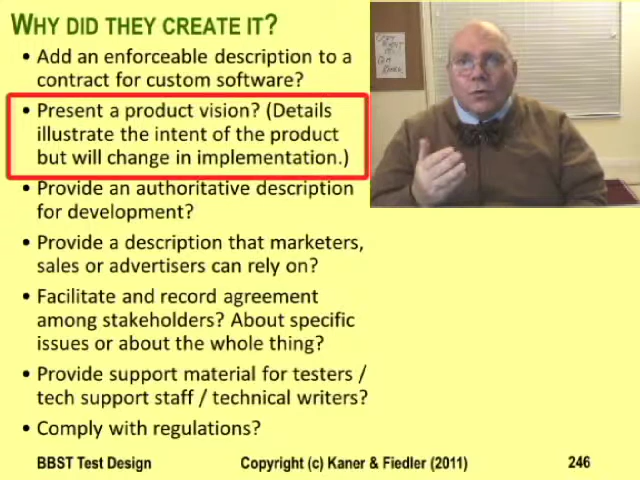 WHY DID THEY CREATE IT?
• Add an enforceable description to a
contract for custom software?
• Present a product vision? (Details
illustrate the intent of the product
but will change in implementation.)
• Provide an authoritative description
for development?
• Provide a description that marketers,
sales or advertisers can rely on?
• Facilitate and record agreement
among stakeholders? About specific
issues or about the whole thing?
• Provide support material for testers /
tech support staff / technical writers?
• Comply with regulations?
BBST Test Design Copyright (c) Kaner & Fiedler (2011) 246